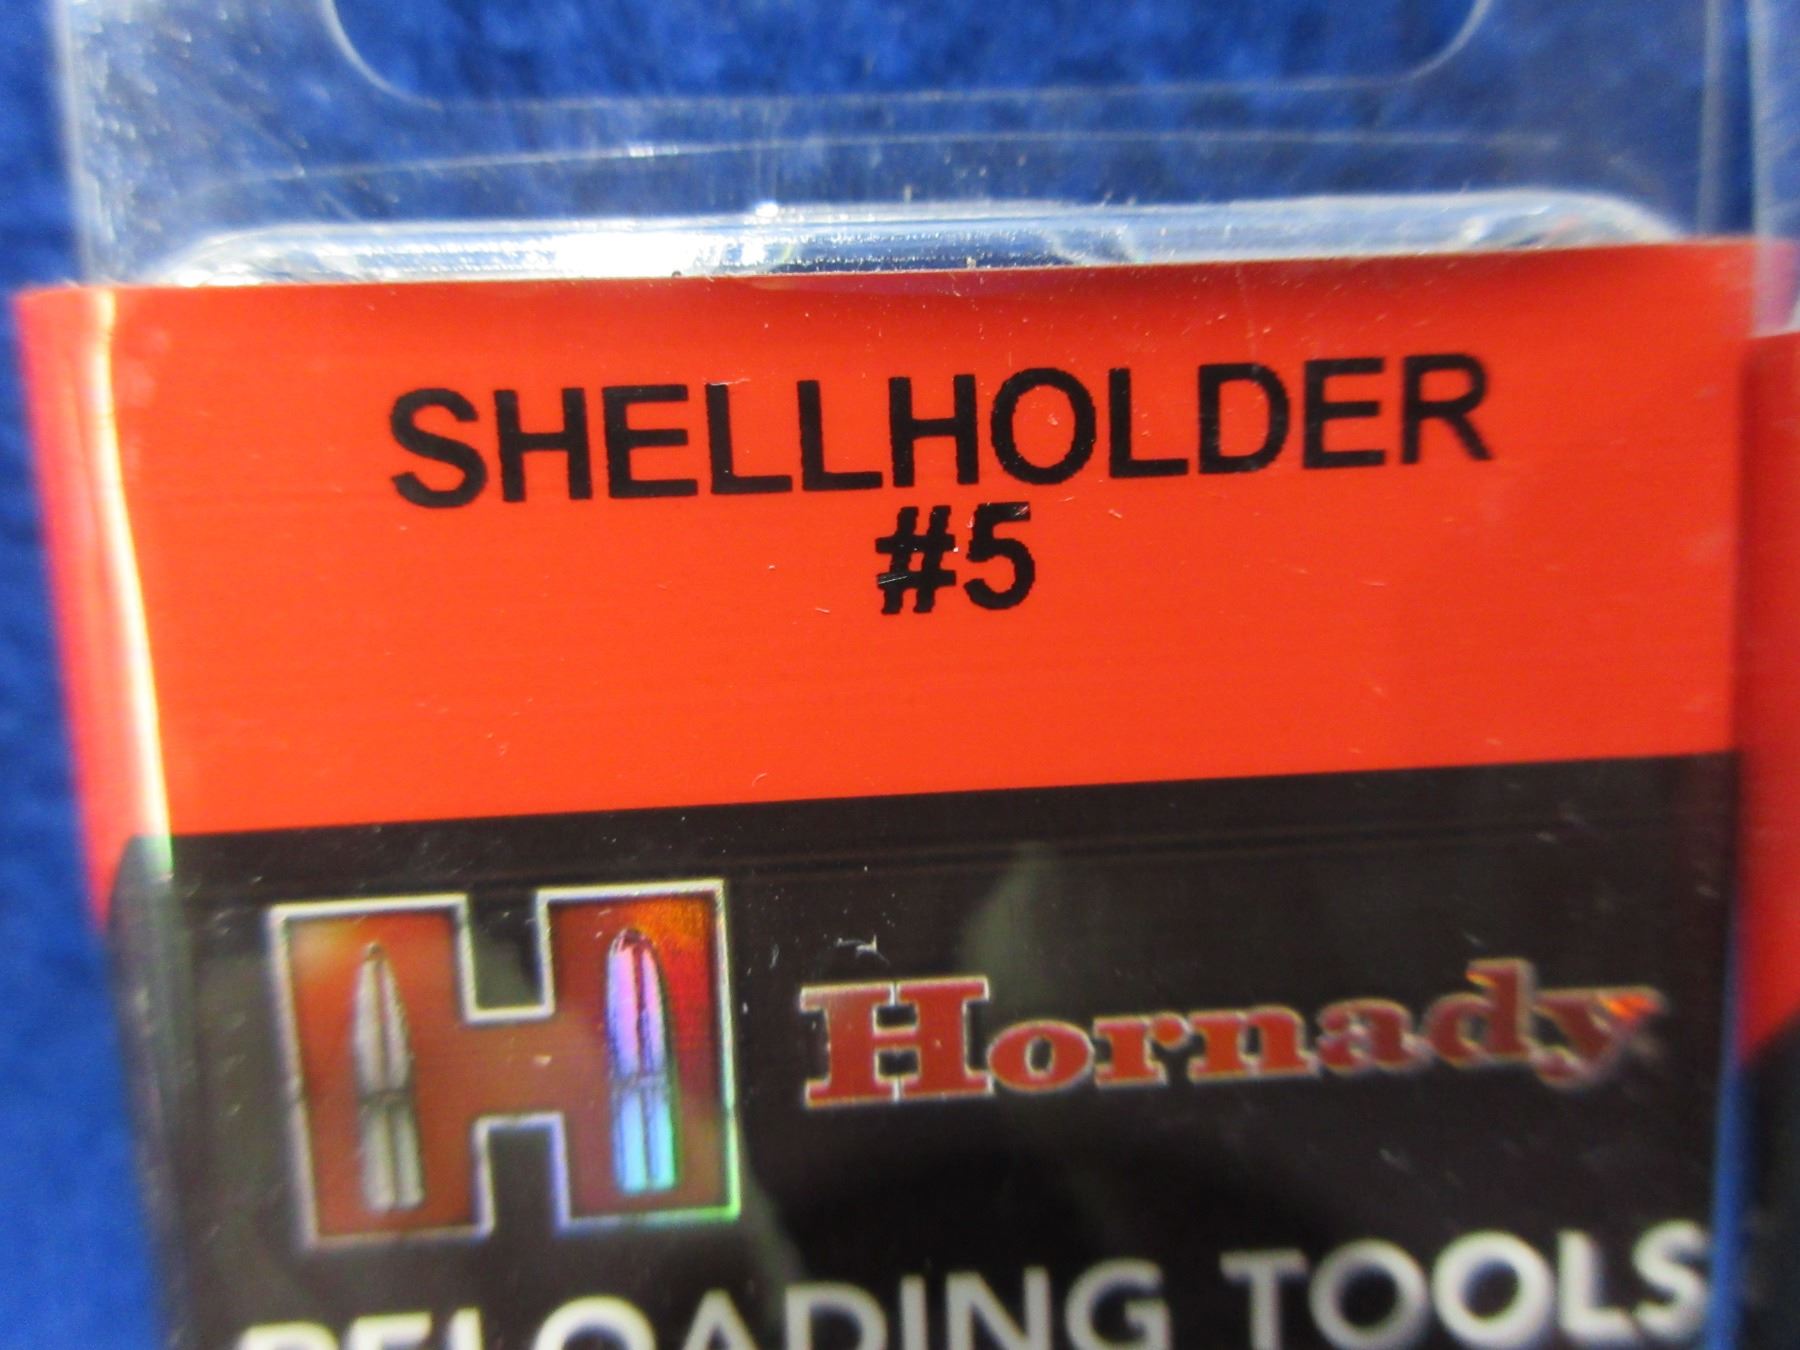 SHELLHOLDER
#5
Hornady
RELOADING TOOLS